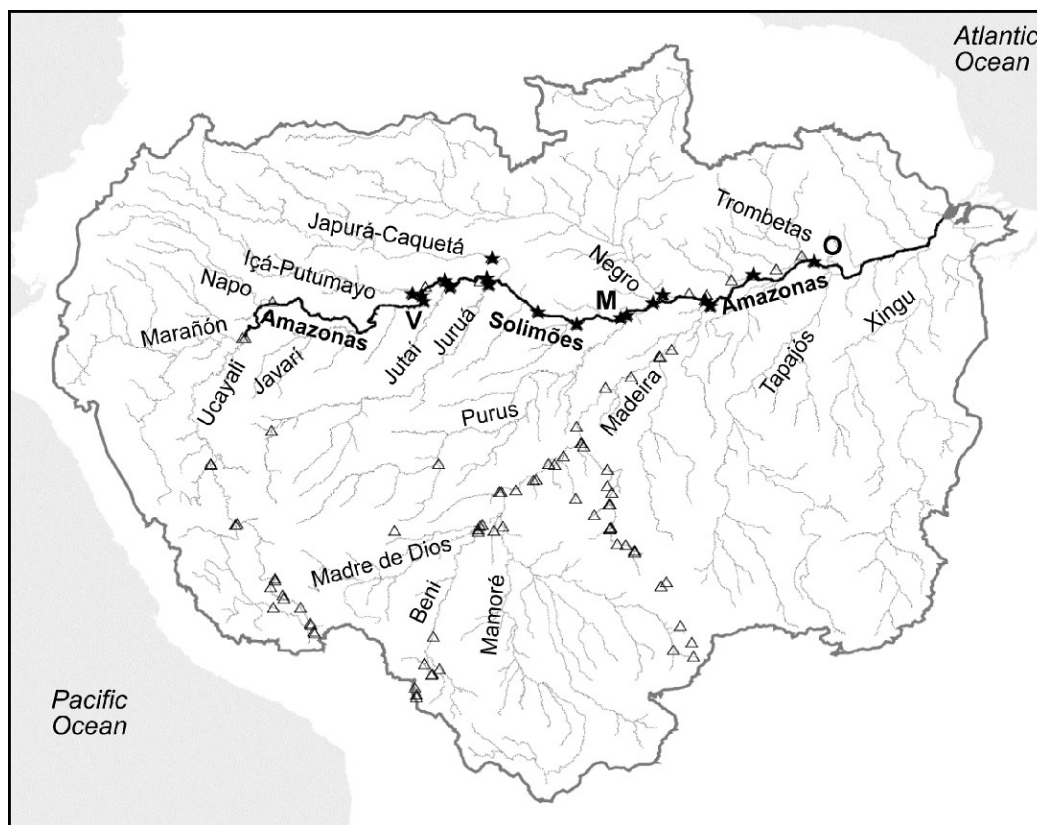 Atlantic
Ocean
Trombetas
O
Japurá-Caquetá
Negro
Içá-Putumayo
Napo
M
Amazonas
V
Amazonas
Solimões
Marañón
Xingu
Javari
Jutai
Juruá
Tapajós
Ucayali
Madeira
Purus
Madre de Dios
Beni
Mamoré
Pacific
Ocean